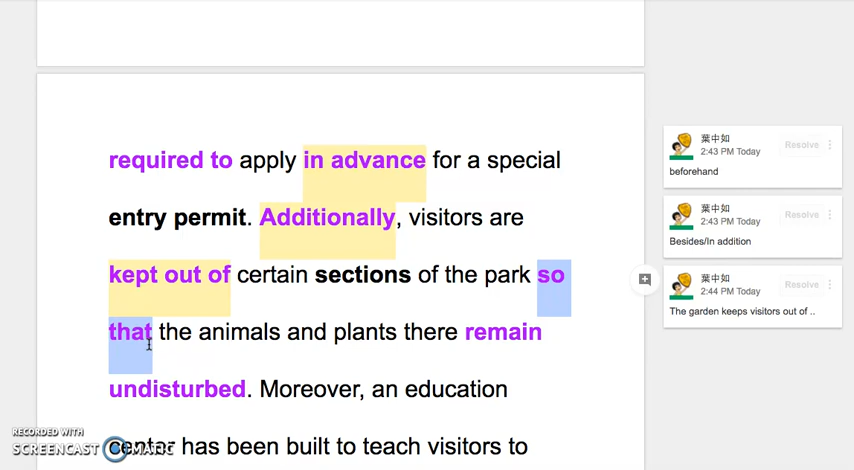 required to apply in advance for a special
entry permit. Additionally, visitors are
kept out of certain sections of the park so
that the animals and plants there remain
undisturbed. Moreover, an education
center has been built to teach visitors to
葉中如
2:43 PM Today
Resolve
beforehand
葉中如
2:43 PM Today
Resolve
Besides/In addition
葉中如
2:44 PM Today
Resolve
The garden keeps visitors out of ..
RECORDED WITH
SCREENCAST MATIC